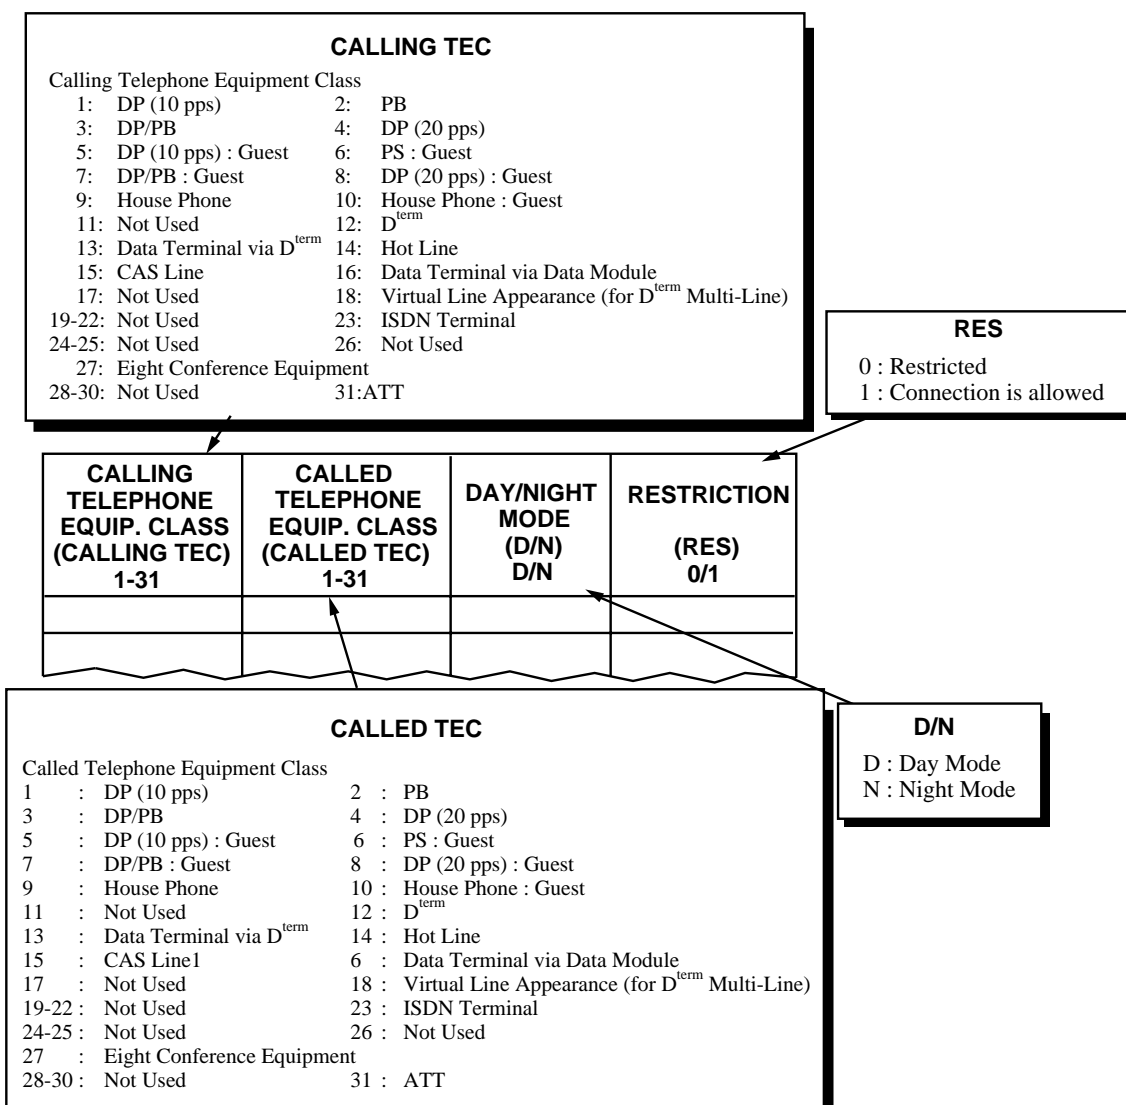 CALLING TEC
Calling Telephone Equipment Class
1: DP (10 pps) 2: PB
3: DP/PB 4: DP (20 pps)
5: DP (10 pps) : Guest 6: PS : Guest
7: DP/PB : Guest 8: DP (20 pps) : Guest
9: House Phone 10: House Phone : Guest
11: Not Used 12: Dterm
13: Data Terminal via Dterm 14: Hot Line
15: CAS Line 16: Data Terminal via Data Module
17: Not Used 18: Virtual Line Appearance (for Dterm Multi-Line)
19-22: Not Used 23: ISDN Terminal
24-25: Not Used 26: Not Used
27: Eight Conference Equipment
28-30: Not Used 31:ATT
RES
0 : Restricted
1 : Connection is allowed
CALLING
TELEPHONE
EQUIP. CLASS
(CALLING TEC)
1-31
CALLED
TELEPHONE
EQUIP. CLASS
(CALLED TEC)
1-31
DAY/NIGHT
MODE
(D/N)
D/N
RESTRICTION
(RES)
0/1
CALLED TEC
Called Telephone Equipment Class
1 : DP (10 pps) 2 : PB
3 : DP/PB 4 : DP (20 pps)
5 : DP (10 pps) : Guest 6 : PS : Guest
7 : DP/PB : Guest 8 : DP (20 pps) : Guest
9 : House Phone 10 : House Phone : Guest
11 : Not Used 12 : Dterm
13 : Data Terminal via Dterm 14 : Hot Line
15 : CAS Line1 6 : Data Terminal via Data Module
17 : Not Used 18 : Virtual Line Appearance (for Dterm Multi-Line)
19-22 : Not Used 23 : ISDN Terminal
24-25 : Not Used 26 : Not Used
27 : Eight Conference Equipment
28-30 : Not Used 31 : ATT
D/N
D : Day Mode
N : Night Mode